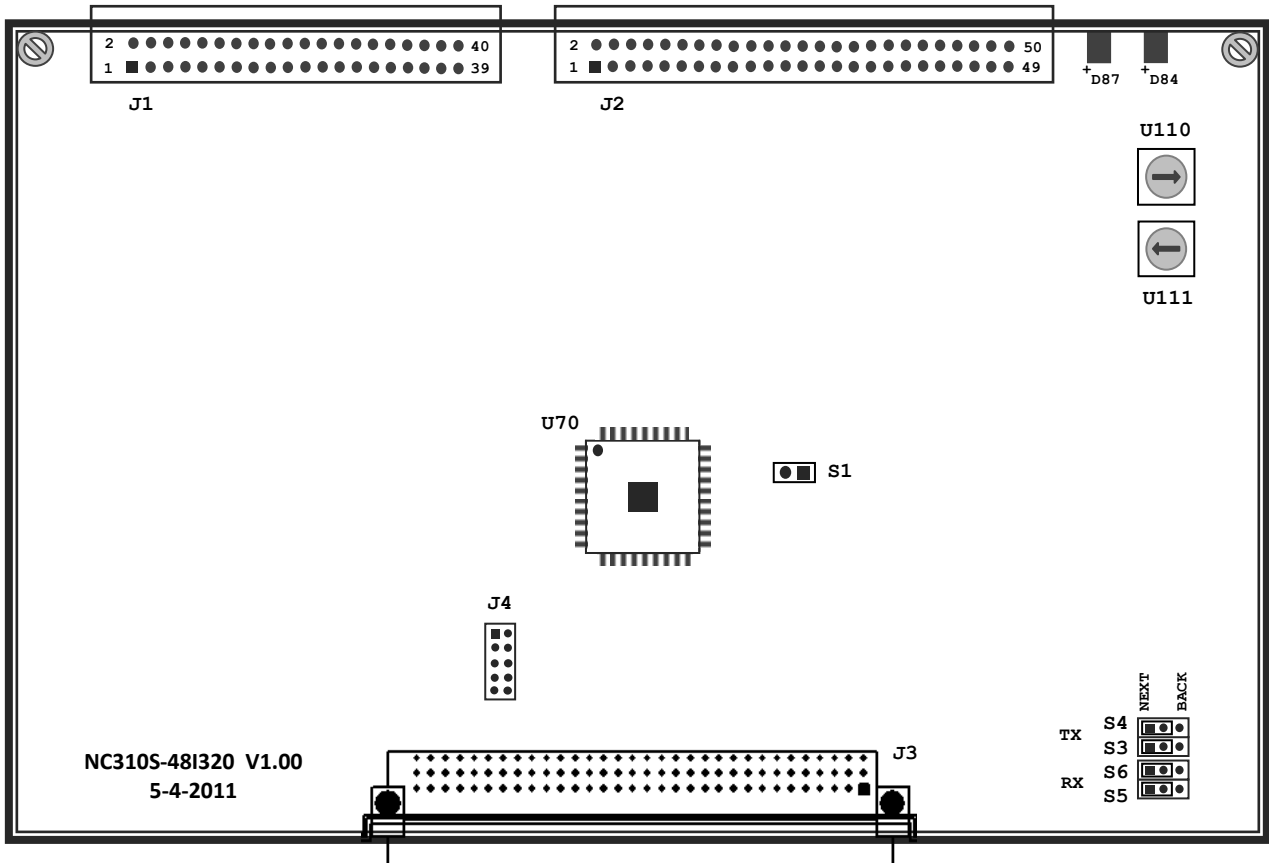 2 40
1 39
J1
2 50
1 49
J2
+ D87
+ D84
U110
U111
U70
S1
J4
NEXT
BACK
TX
S4
S3
RX
S6
S5
J3
NC310S-48I320 V1.00
5-4-2011